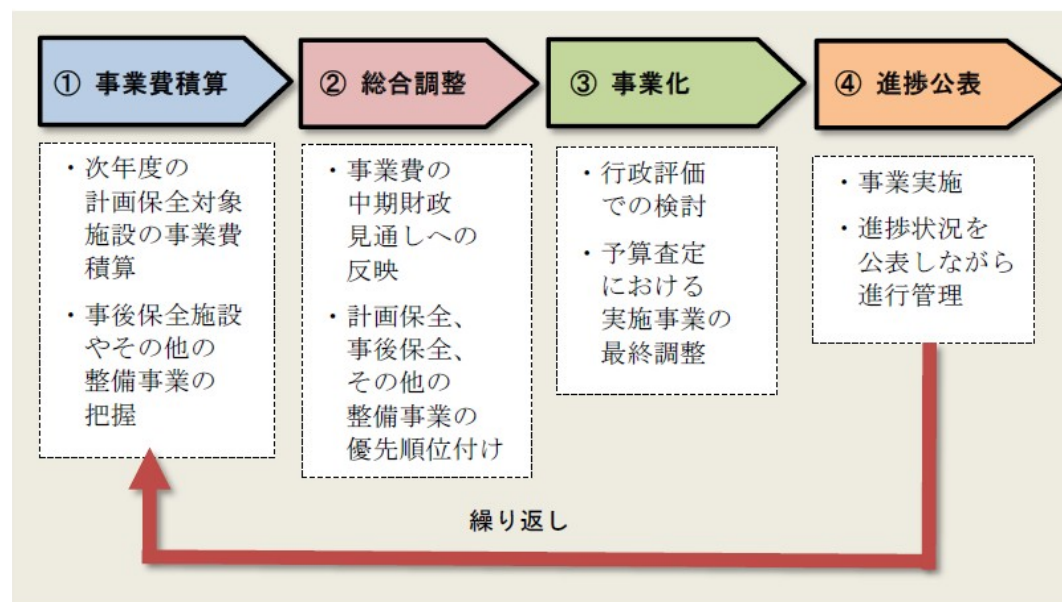 ① 事業費積算
・次年度の
計画保全対象
施設の事業費
積算
・事後保全施設
やその他の
整備事業の
把握
② 総合調整
・事業費の
中期財政
見通しへの
反映
・計画保全、
事後保全、
その他の
整備事業の
優先順位付け
③ 事業化
・行政評価
での検討
・予算査定
における
実施事業の
最終調整
④ 進捗公表
・事業実施
・進捗状況を
公表しながら
進行管理
繰り返し